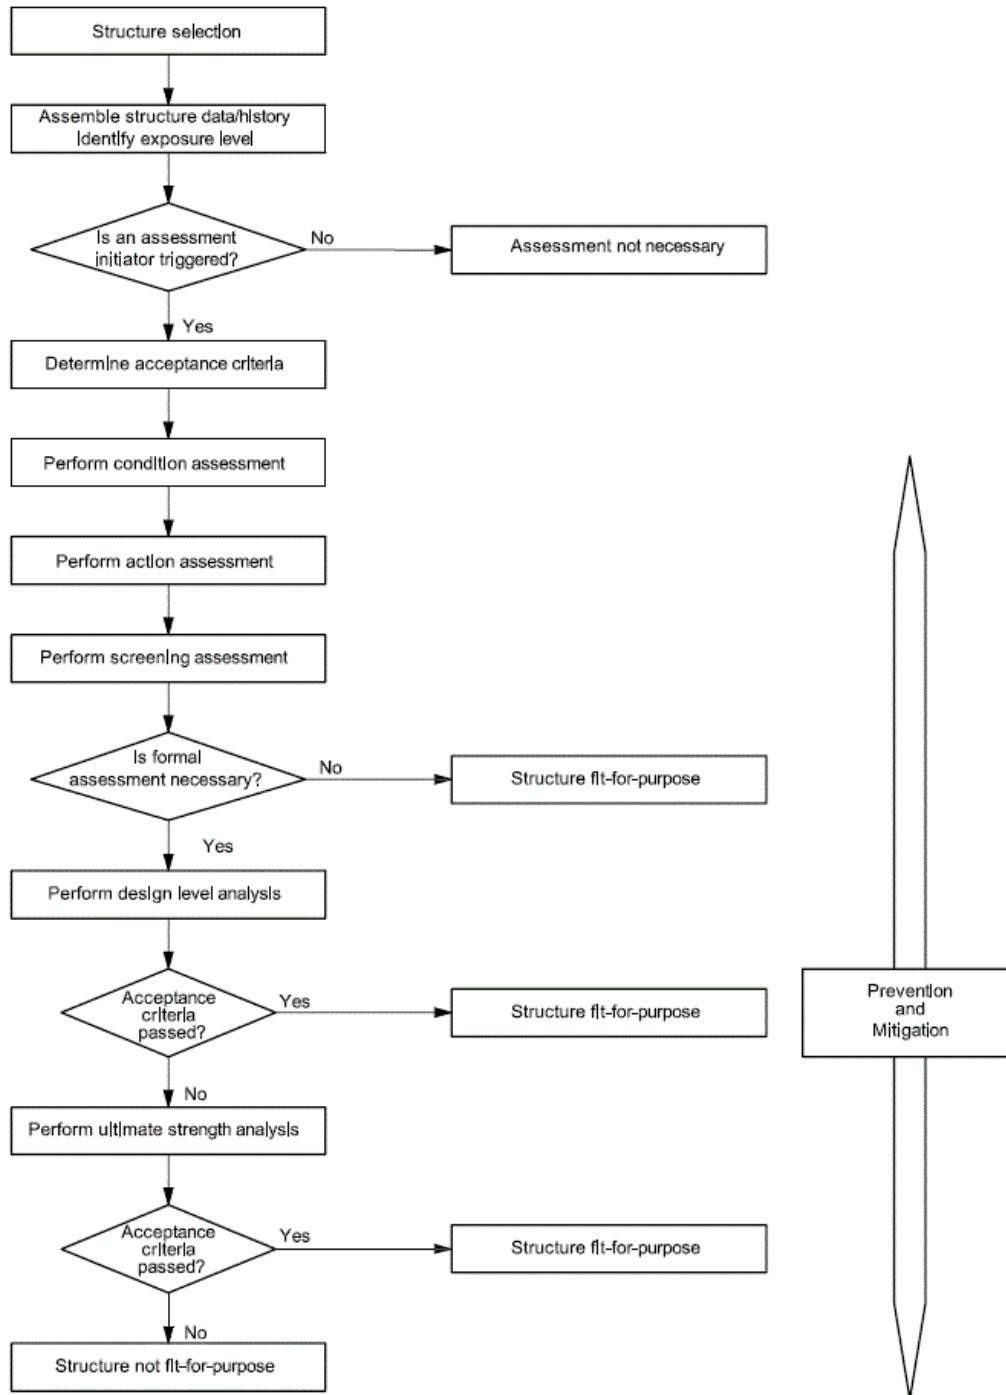 Structure selection
Assemble structure data/history
identify exposure level
Is an assessment
initiator triggered?
No
Assessment not necessary
Yes
Determine acceptance criteria
Perform condition assessment
Perform action assessment
Perform screening assessment
Is formal
assessment necessary?
No
Structure fit-for-purpose
Yes
Perform design level analysis
Acceptance
criteria
passed?
Yes
Structure fit-for-purpose
Prevention
and
Mitigation
No
Perform ultimate strength analysis
Acceptance
criteria
passed?
Yes
Structure fit-for-purpose
No
Structure not fit-for-purpose